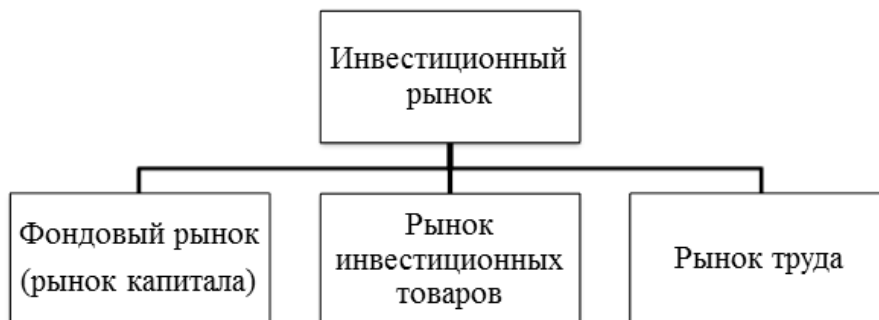 Инвестиционный
рынок
Фондовый рынок
(рынок капитала)
Рынок
инвестиционных
товаров
Рынок труда